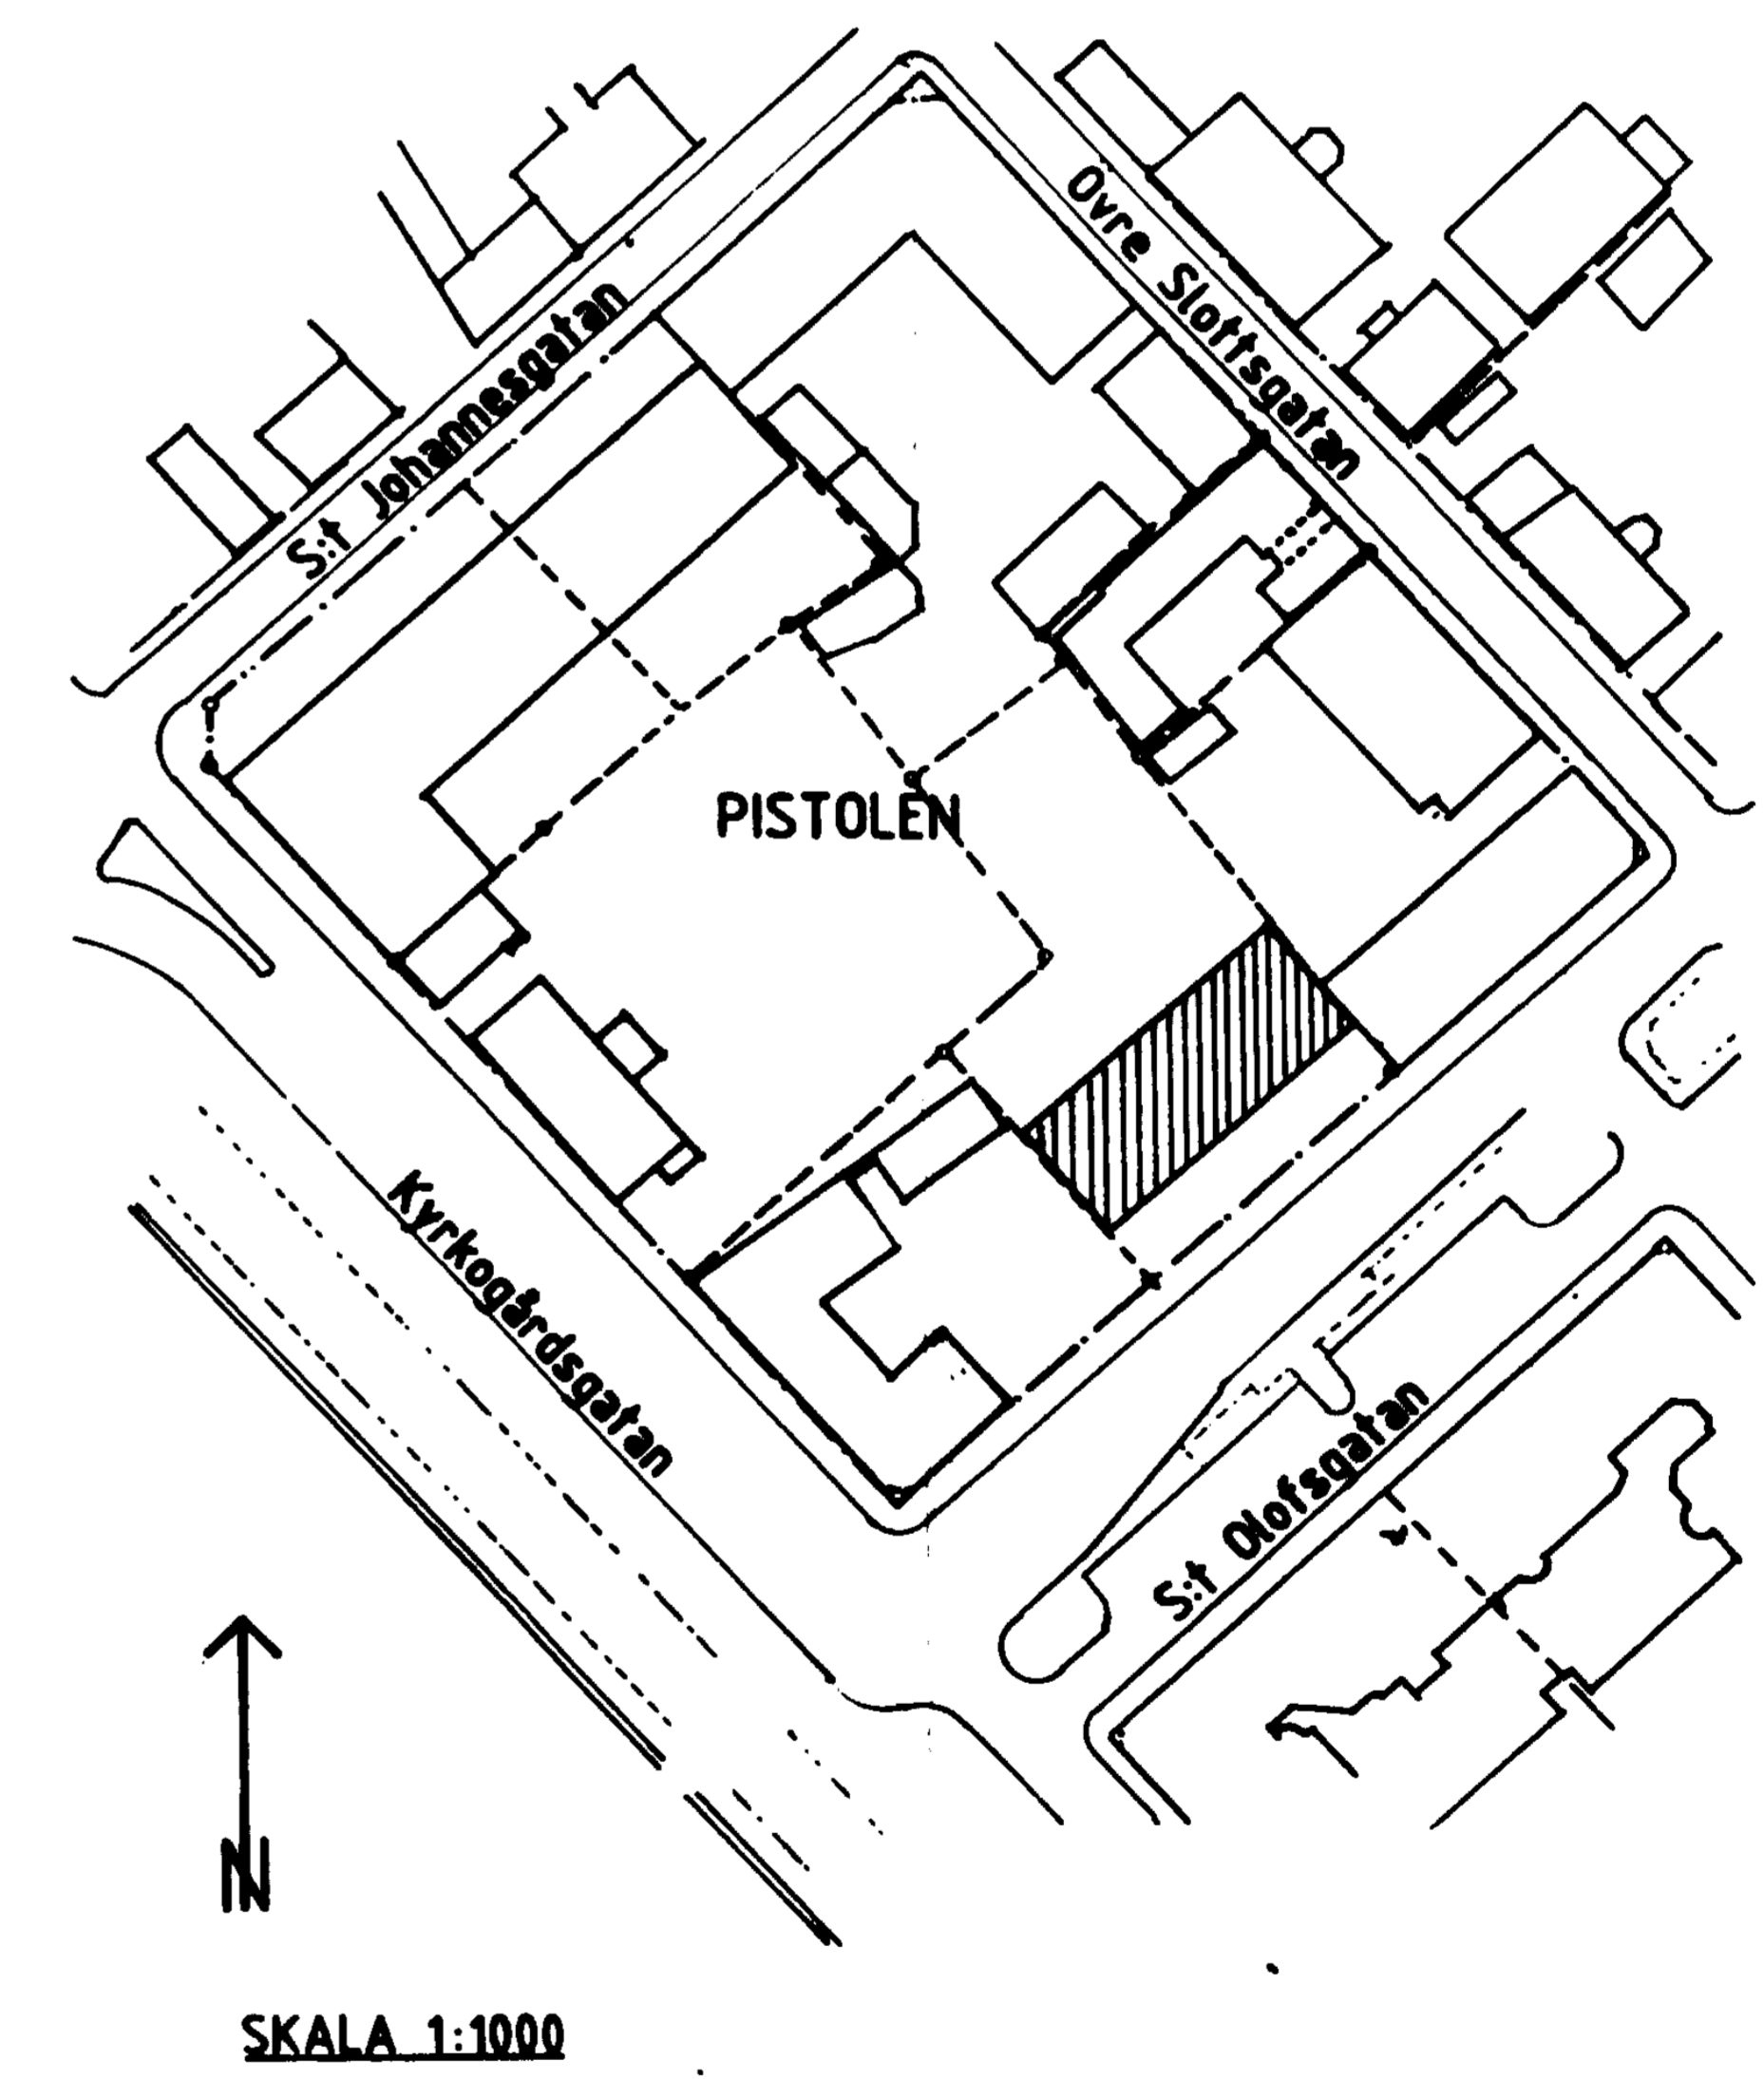 S:t Johannesgatan
Övre Slottsgatan
PISTOLEN
Kyrkogårdsgatan
S:t Olofsgatan
N
SKALA 1:1000